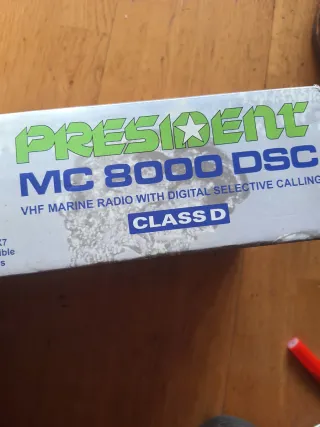 PRESIDENT
MC 8000 DSC
VHF MARINE RADIO WITH DIGITAL SELECTIVE CALLING
CLASS D